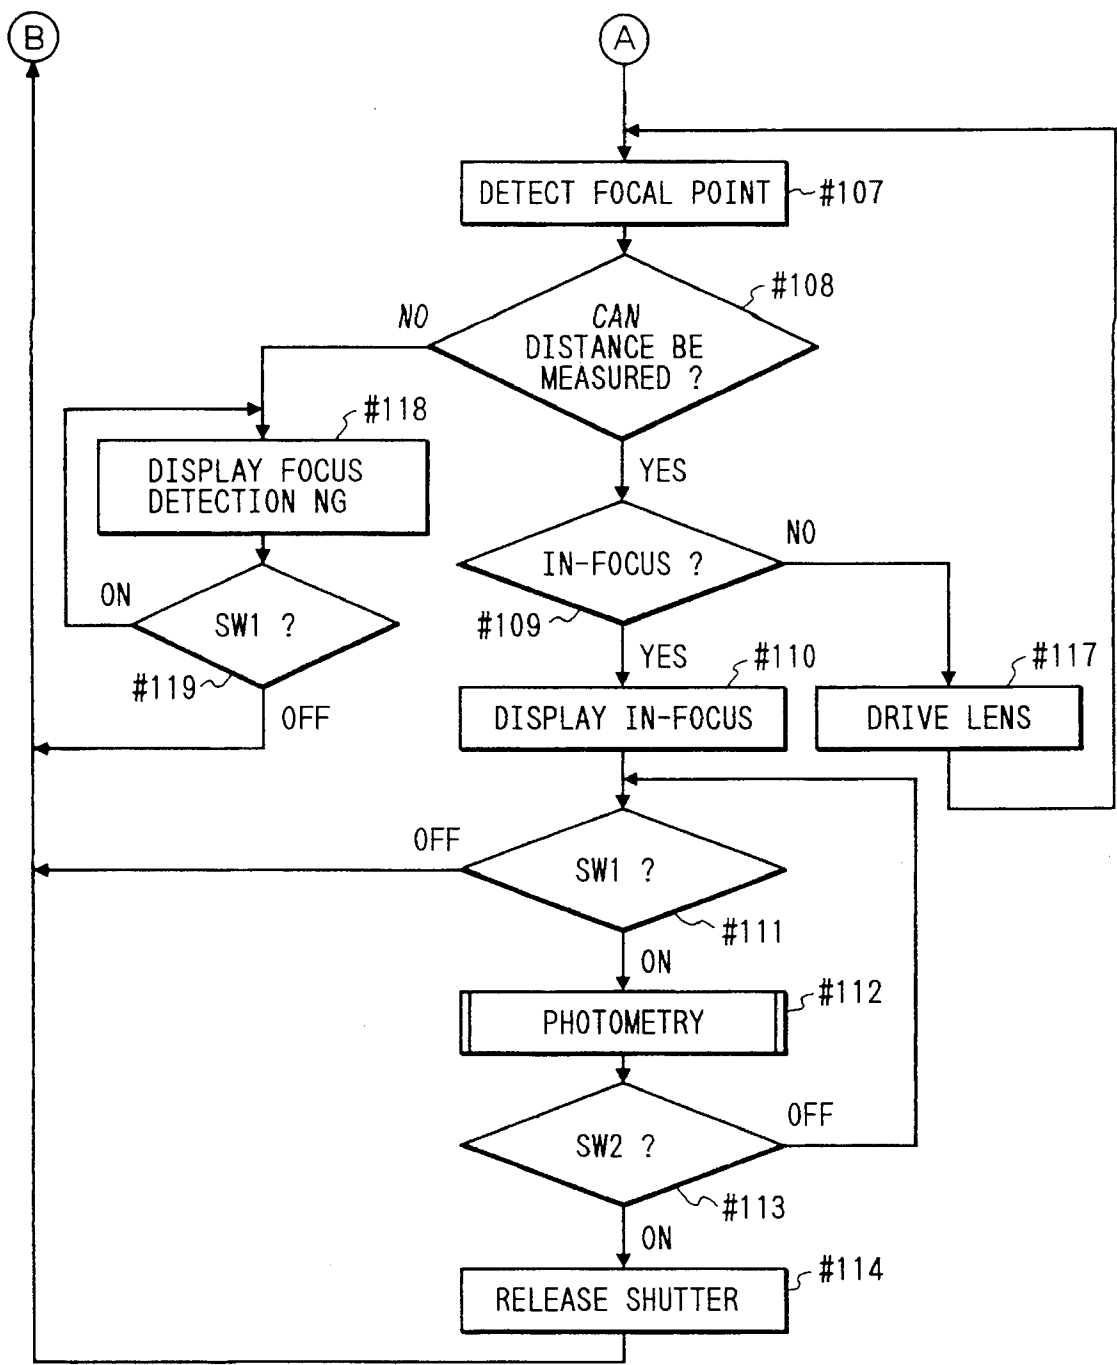 B
A
DETECT FOCAL POINT
#107
#108
NO
CAN
DISTANCE BE
MEASURED ?
#118
DISPLAY FOCUS
DETECTION NG
YES
NO
IN-FOCUS ?
#109
ON
SW1 ?
#119
OFF
YES
#110
DISPLAY IN-FOCUS
#117
DRIVE LENS
OFF
SW1 ?
#111
ON
#112
PHOTOMETRY
OFF
SW2 ?
#113
ON
#114
RELEASE SHUTTER